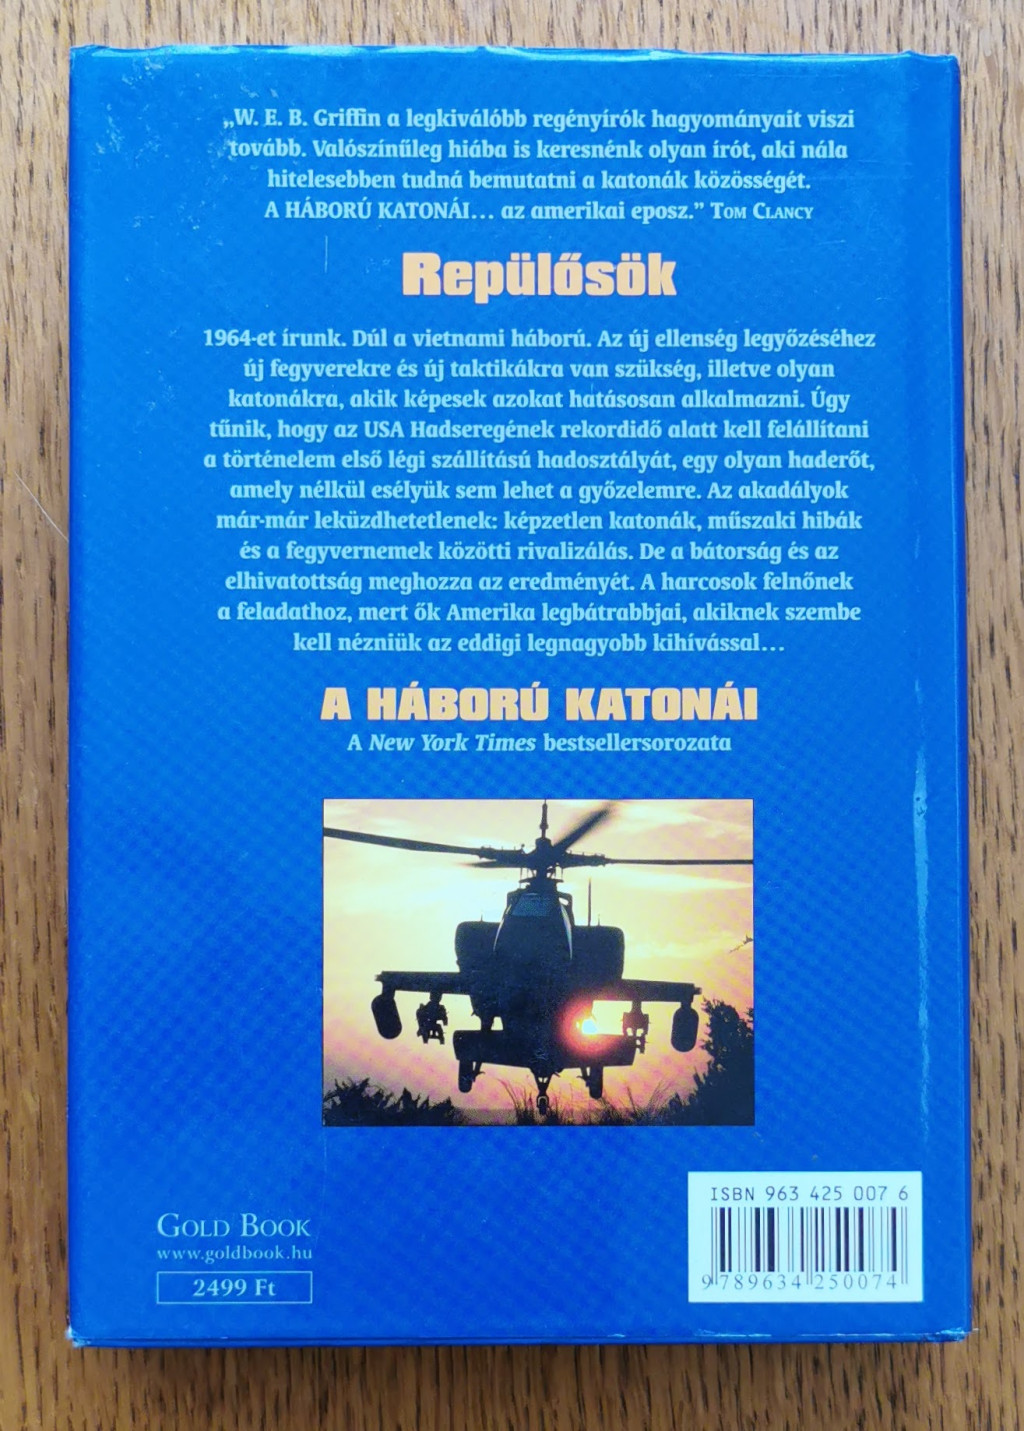 „W. E. B. Griffin a legkiválóbb regényírók hagyományait viszi
tovább. Valószínűleg hiába is keresnénk olyan írót, aki nála
hitelesebben tudná bemutatni a katonák közösségét.
A HÁBORÚ KATONÁI... az amerikai eposz.” TOM CLANCY
Repülősök
1964-et írunk. Dúl a vietnami háború. Az új ellenség legyőzéséhez
új fegyverekre és új taktikákra van szükség, illetve olyan
katonákra, akik képesek azokat hatásosan alkalmazni. Úgy
tűnik, hogy az USA Hadseregének rekordidő alatt kell felállítani
a történelem első légi szállítású hadosztályát, egy olyan haderőt,
amely nélkül esélyük sem lehet a győzelemre. Az akadályok
már-már leküzdhetetlenek: képzetlen katonák, műszaki hibák
és a fegyvernemek közötti rivalizálás. De a bátorság és az
elhivatottság meghozza az eredményét. A harcosok felnőnek
a feladathoz, mert ők Amerika legbátrabbjai, akiknek szembe
kell nézniük az eddigi legnagyobb kihívással...
A HÁBORÚ KATONÁI
A New York Times bestsellersorozata
ISBN 963 425 007 6
9 789634 250074
GOLD BOOK
www.goldbook.hu
2499 Ft